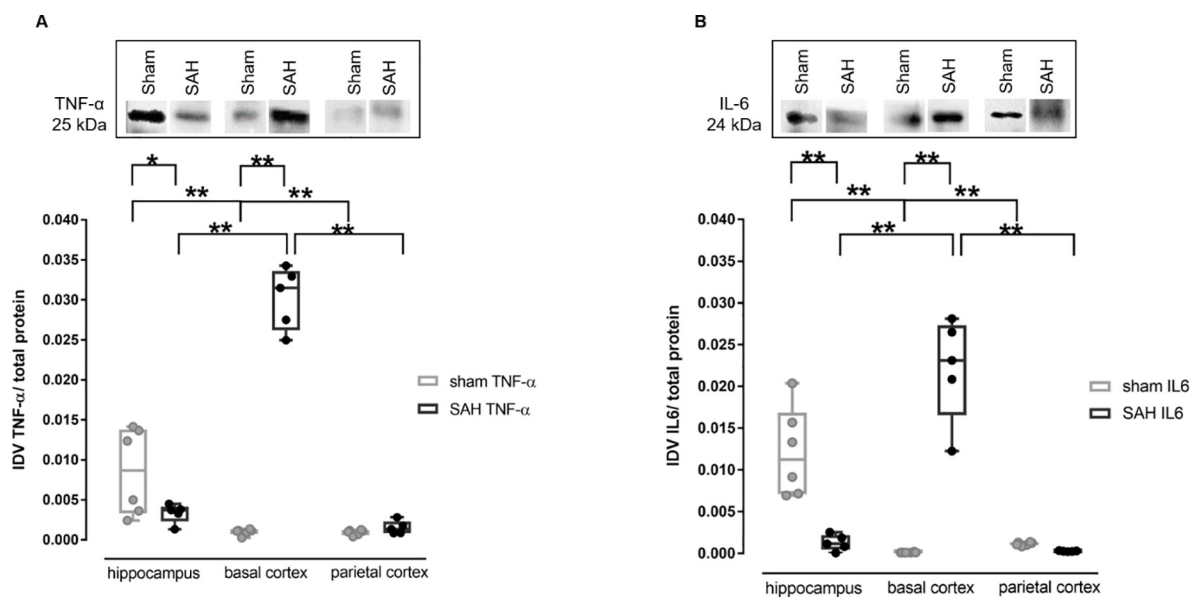 A
Sham
SAH
Sham
SAH
Sham
SAH
TNF-α
25 kDa
*
**
**
**
**
**
0.040
0.035
0.030
0.025
0.020
0.015
0.010
0.005
0.000
IDV TNF-α/ total protein
sham TNF-α
SAH TNF-α
hippocampus basal cortex parietal cortex
B
Sham
SAH
Sham
SAH
Sham
SAH
IL-6
24 kDa
**
**
**
**
**
**
0.040
0.035
0.030
0.025
0.020
0.015
0.010
0.005
0.000
IDV IL6/ total protein
sham IL6
SAH IL6
hippocampus basal cortex parietal cortex